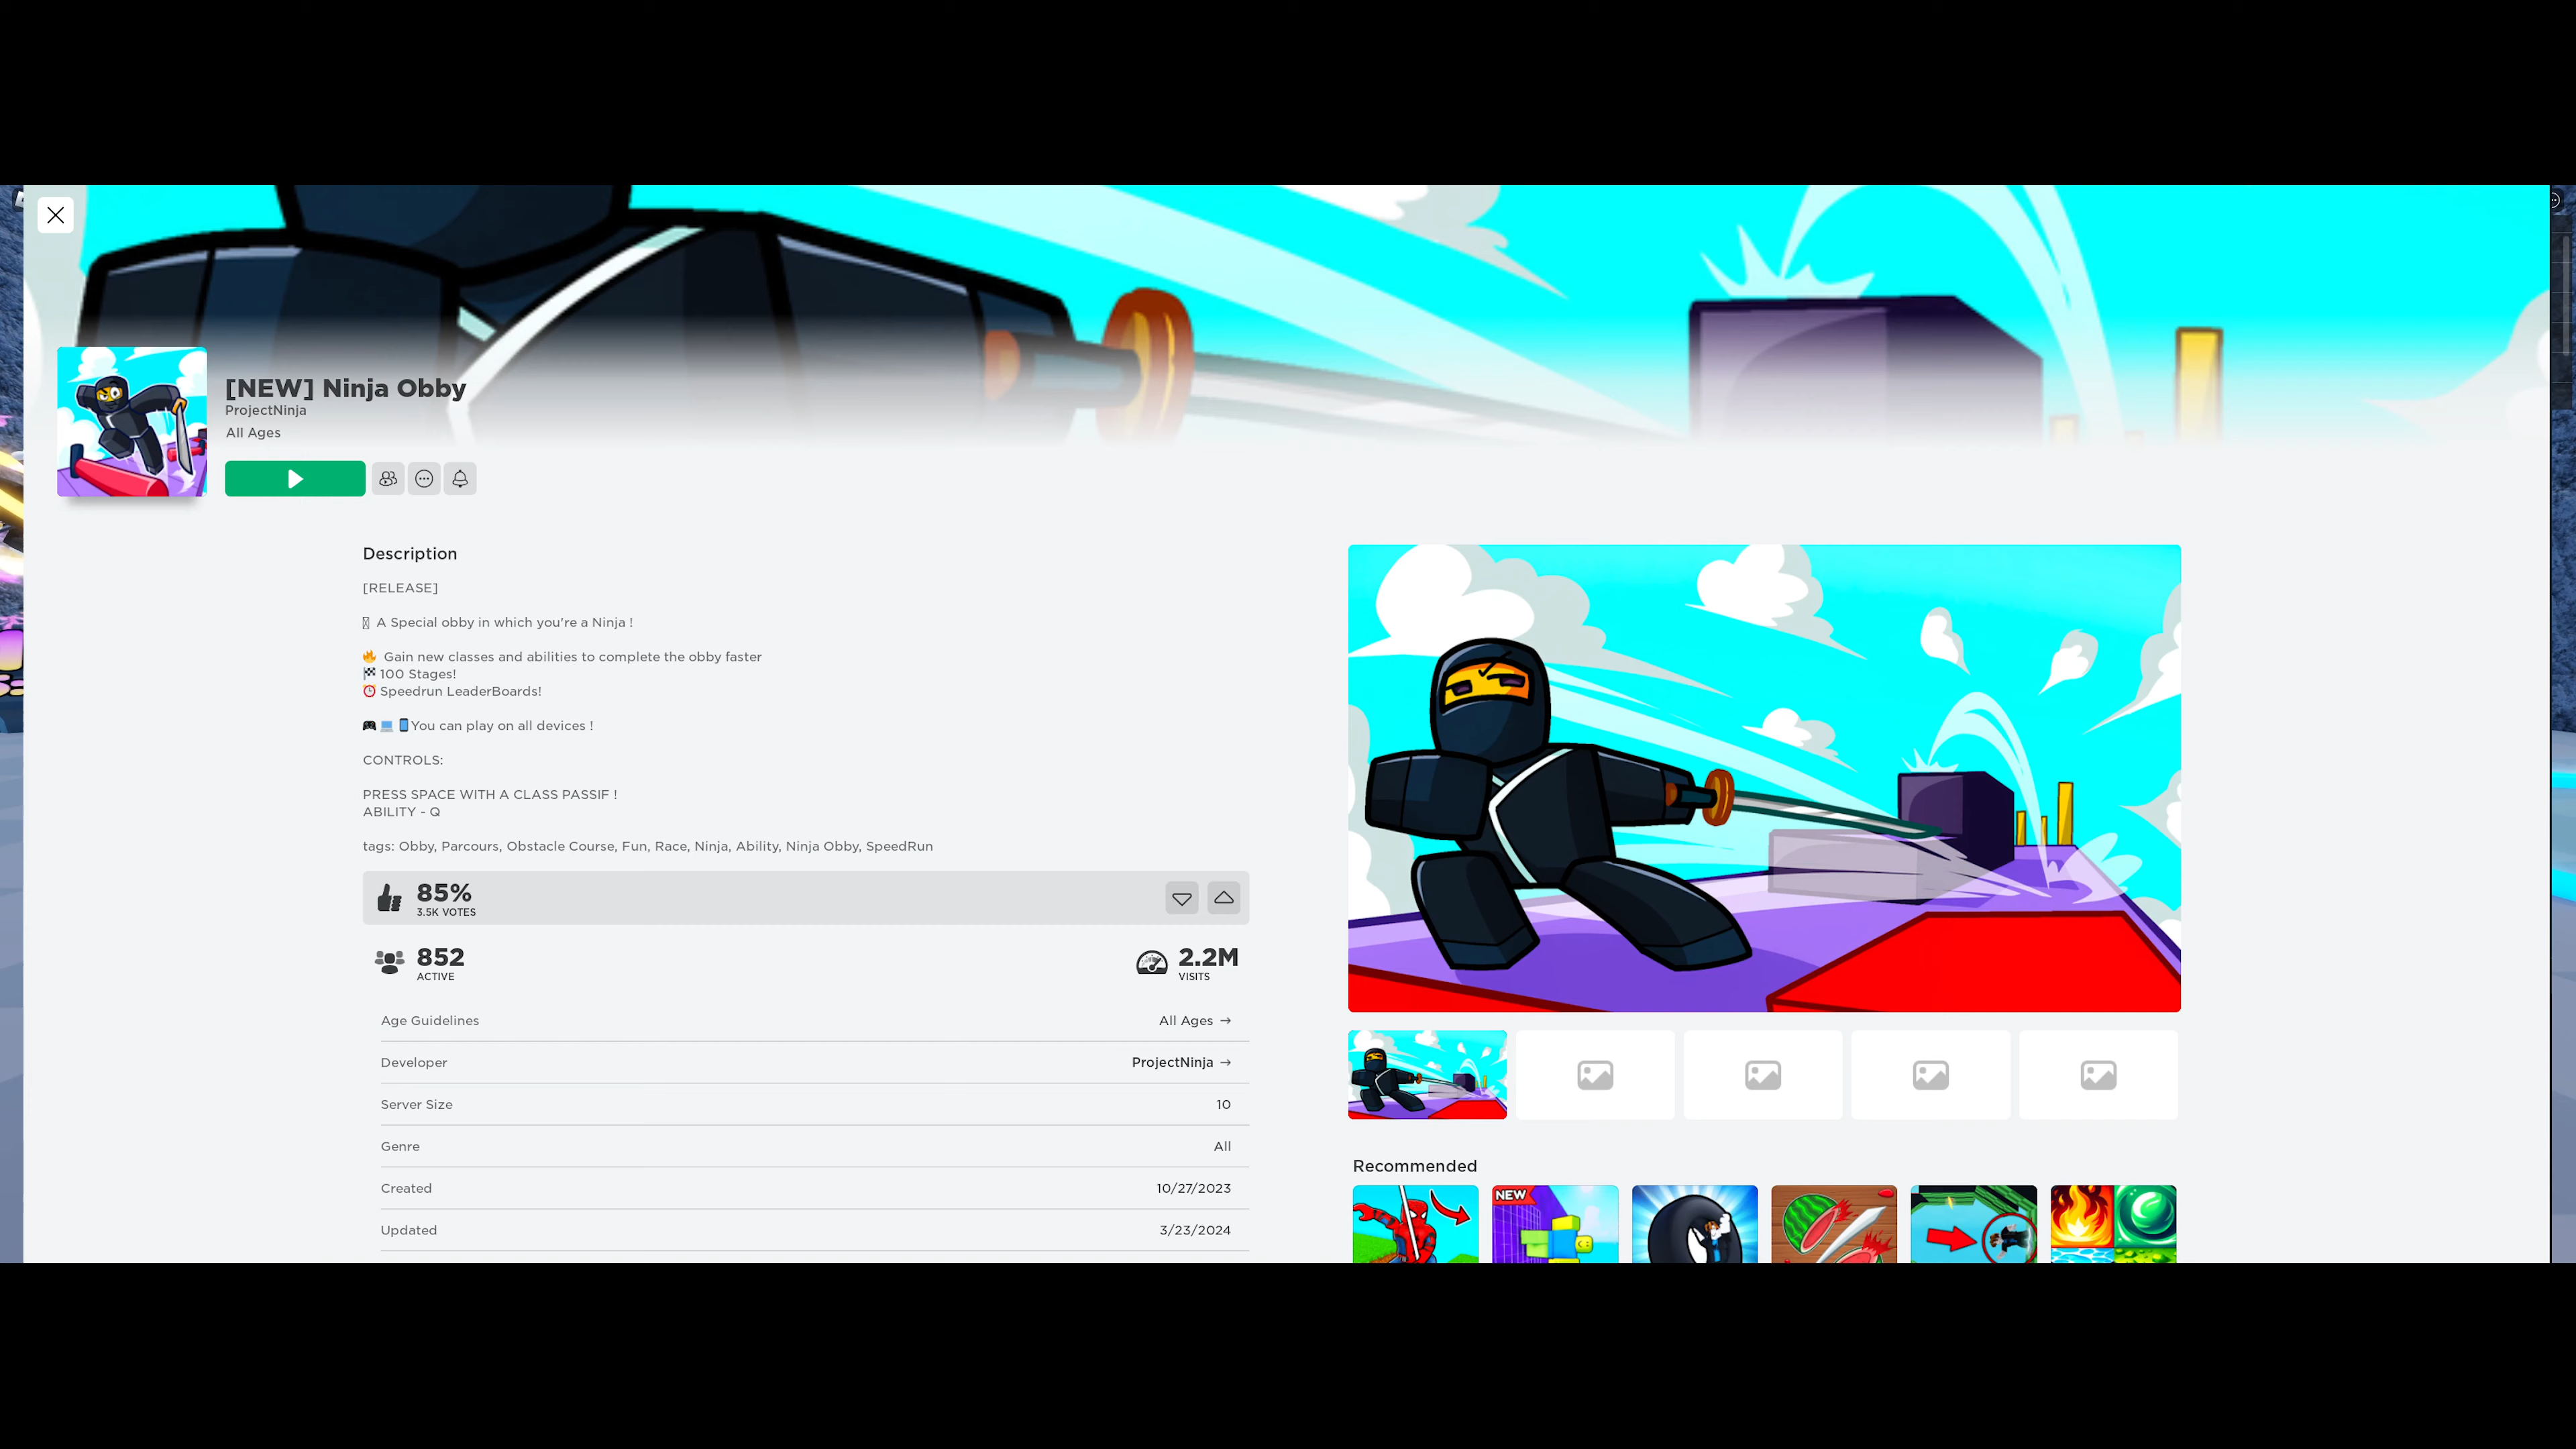 [NEW] Ninja Obby
ProjectNinja
All Ages
Description
[RELEASE]
A Special obby in which you're a Ninja !
🔥 Gain new classes and abilities to complete the obby faster
🏁 100 Stages!
⏰ Speedrun LeaderBoards!
🎮 💻 📱You can play on all devices !
CONTROLS:
PRESS SPACE WITH A CLASS PASSIF !
ABILITY - Q
tags: Obby, Parcours, Obstacle Course, Fun, Race, Ninja, Ability, Ninja Obby, SpeedRun
85%
3.5K VOTES
852
ACTIVE
2.2M
VISITS
Age Guidelines All Ages →
Developer ProjectNinja →
Server Size 10
Genre All
Created 10/27/2023
Updated 3/23/2024
Recommended
NEW